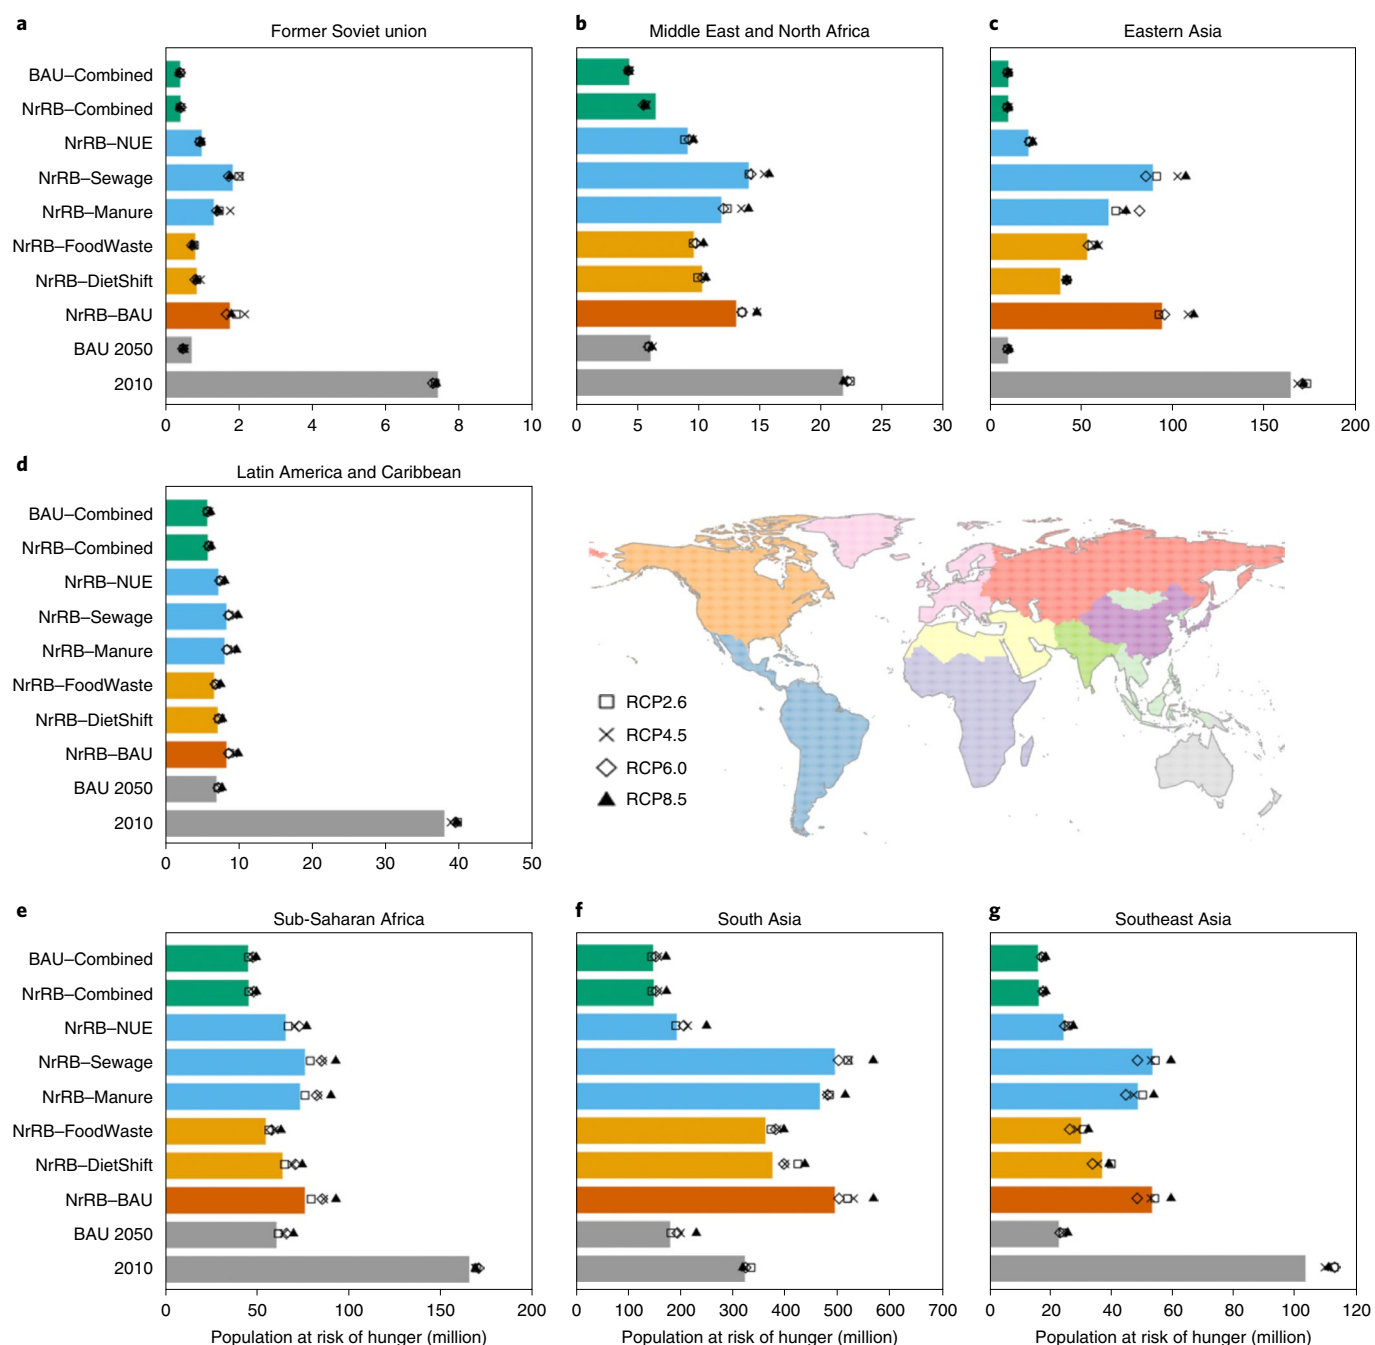 a
Former Soviet union
BAU–Combined
NrRB–Combined
NrRB–NUE
NrRB–Sewage
NrRB–Manure
NrRB–FoodWaste
NrRB–DietShift
NrRB–BAU
BAU 2050
2010
0 2 4 6 8 10
b
Middle East and North Africa
0 5 10 15 20 25 30
c
Eastern Asia
0 50 100 150 200
d
Latin America and Caribbean
BAU–Combined
NrRB–Combined
NrRB–NUE
NrRB–Sewage
NrRB–Manure
NrRB–FoodWaste
NrRB–DietShift
NrRB–BAU
BAU 2050
2010
0 10 20 30 40 50
RCP2.6
RCP4.5
RCP6.0
RCP8.5
e
Sub-Saharan Africa
BAU–Combined
NrRB–Combined
NrRB–NUE
NrRB–Sewage
NrRB–Manure
NrRB–FoodWaste
NrRB–DietShift
NrRB–BAU
BAU 2050
2010
0 50 100 150 200
Population at risk of hunger (million)
f
South Asia
0 100 200 300 400 500 600 700
Population at risk of hunger (million)
g
Southeast Asia
0 20 40 60 80 100 120
Population at risk of hunger (million)